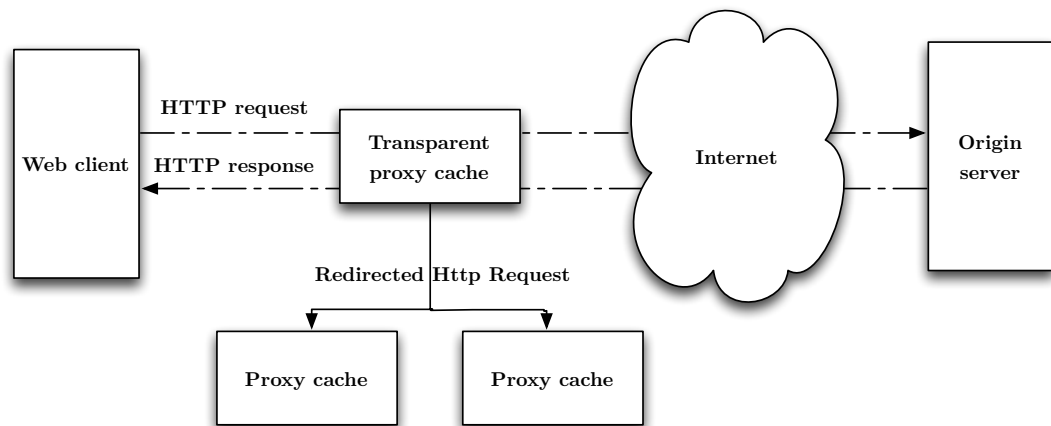 HTTP request
Web client
HTTP response
Transparent
proxy cache
Internet
Origin
server
Redirected Http Request
Proxy cache
Proxy cache